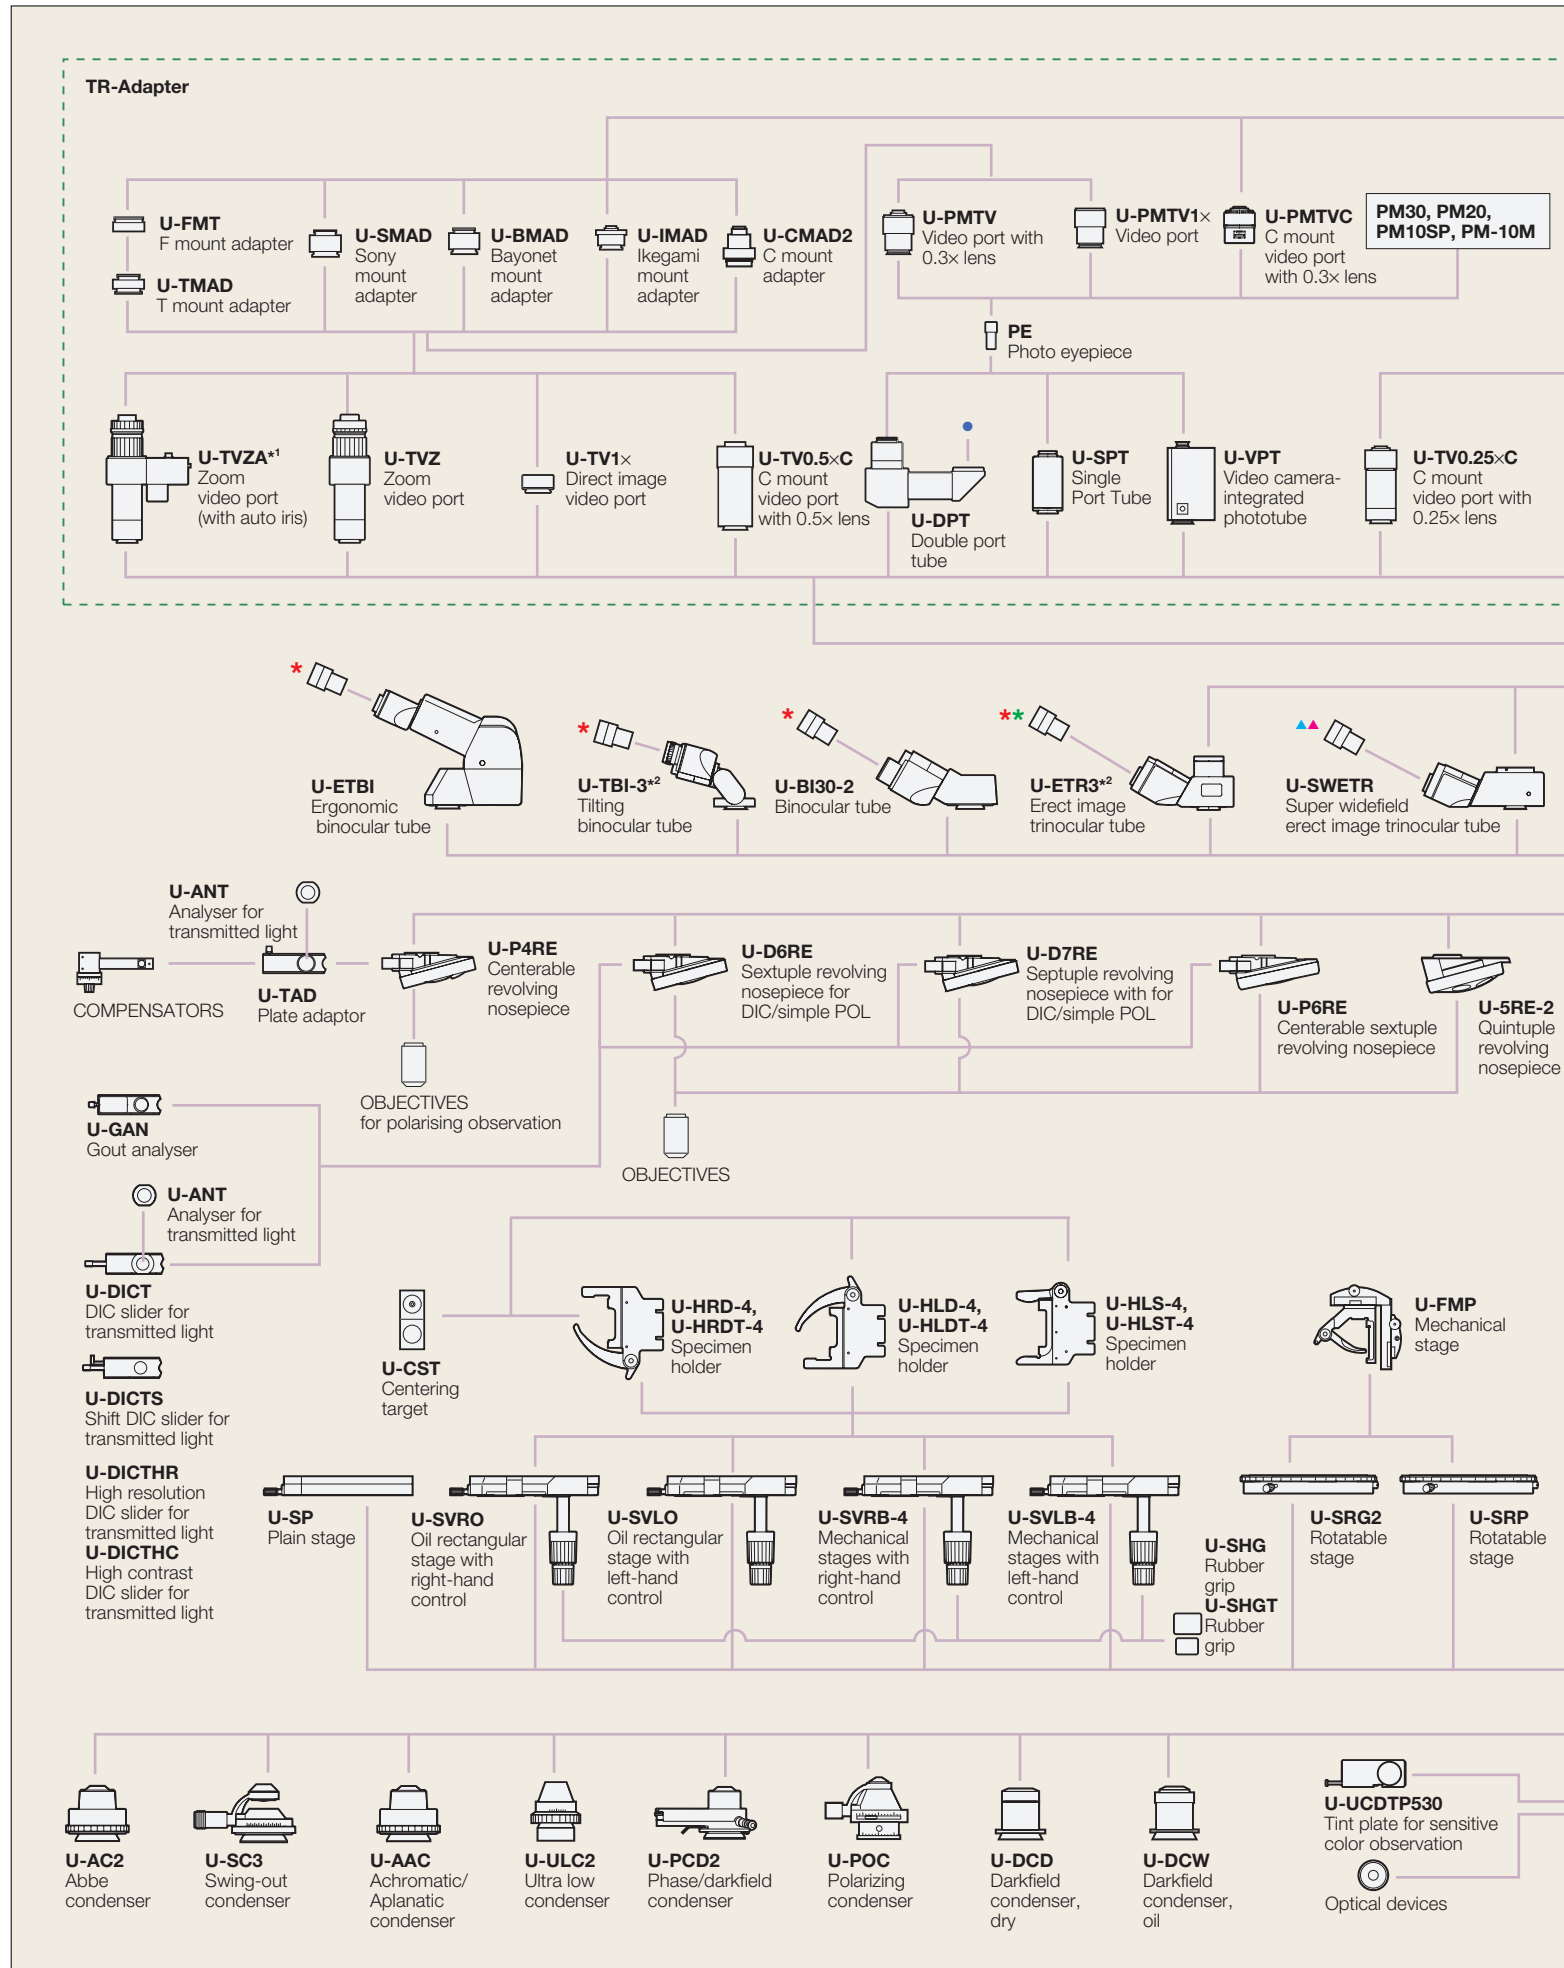 TR-Adapter
U-FMT
F mount adapter
U-TMAD
T mount adapter
U-SMAD
Sony
mount
adapter
U-BMAD
Bayonet
mount
adapter
U-IMAD
Ikegami
mount
adapter
U-CMAD2
C mount
adapter
U-PMTV
Video port with
0.3× lens
U-PMTV1×
Video port
U-PMTVC
C mount
video port
with 0.3× lens
PM30, PM20,
PM10SP, PM-10M
PE
Photo eyepiece
U-TVZA*1
Zoom
video port
(with auto iris)
U-TVZ
Zoom
video port
U-TV1×
Direct image
video port
U-TV0.5×C
C mount
video port
with 0.5× lens
U-DPT
Double port
tube
U-SPT
Single
Port Tube
U-VPT
Video camera-
integrated
phototube
U-TV0.25×C
C mount
video port with
0.25× lens
*
U-ETBI
Ergonomic
binocular tube
*
U-TBI-3*2
Tilting
binocular tube
*
U-BI30-2
Binocular tube
**
U-ETR3*2
Erect image
trinocular tube
▲▲
U-SWETR
Super widefield
erect image trinocular tube
U-ANT
Analyser for
transmitted light
COMPENSATORS
U-TAD
Plate adaptor
U-P4RE
Centerable
revolving
nosepiece
U-D6RE
Sextuple revolving
nosepiece for
DIC/simple POL
U-D7RE
Septuple revolving
nosepiece with for
DIC/simple POL
U-P6RE
Centerable sextuple
revolving nosepiece
U-5RE-2
Quintuple
revolving
nosepiece
OBJECTIVES
for polarising observation
OBJECTIVES
U-GAN
Gout analyser
U-ANT
Analyser for
transmitted light
U-DICT
DIC slider for
transmitted light
U-DICTS
Shift DIC slider for
transmitted light
U-DICTHR
High resolution
DIC slider for
transmitted light
U-DICTHC
High contrast
DIC slider for
transmitted light
U-CST
Centering
target
U-HRD-4,
U-HRDT-4
Specimen
holder
U-HLD-4,
U-HLDT-4
Specimen
holder
U-HLS-4,
U-HLST-4
Specimen
holder
U-FMP
Mechanical
stage
U-SP
Plain stage
U-SVRO
Oil rectangular
stage with
right-hand
control
U-SVLO
Oil rectangular
stage with
left-hand
control
U-SVRB-4
Mechanical
stages with
right-hand
control
U-SVLB-4
Mechanical
stages with
left-hand
control
U-SHG
Rubber
grip
U-SHGT
Rubber
grip
U-SRG2
Rotatable
stage
U-SRP
Rotatable
stage
U-AC2
Abbe
condenser
U-SC3
Swing-out
condenser
U-AAC
Achromatic/
Aplanatic
condenser
U-ULC2
Ultra low
condenser
U-PCD2
Phase/darkfield
condenser
U-POC
Polarizing
condenser
U-DCD
Darkfield
condenser,
dry
U-DCW
Darkfield
condenser,
oil
U-UCDTP530
Tint plate for sensitive
color observation
Optical devices